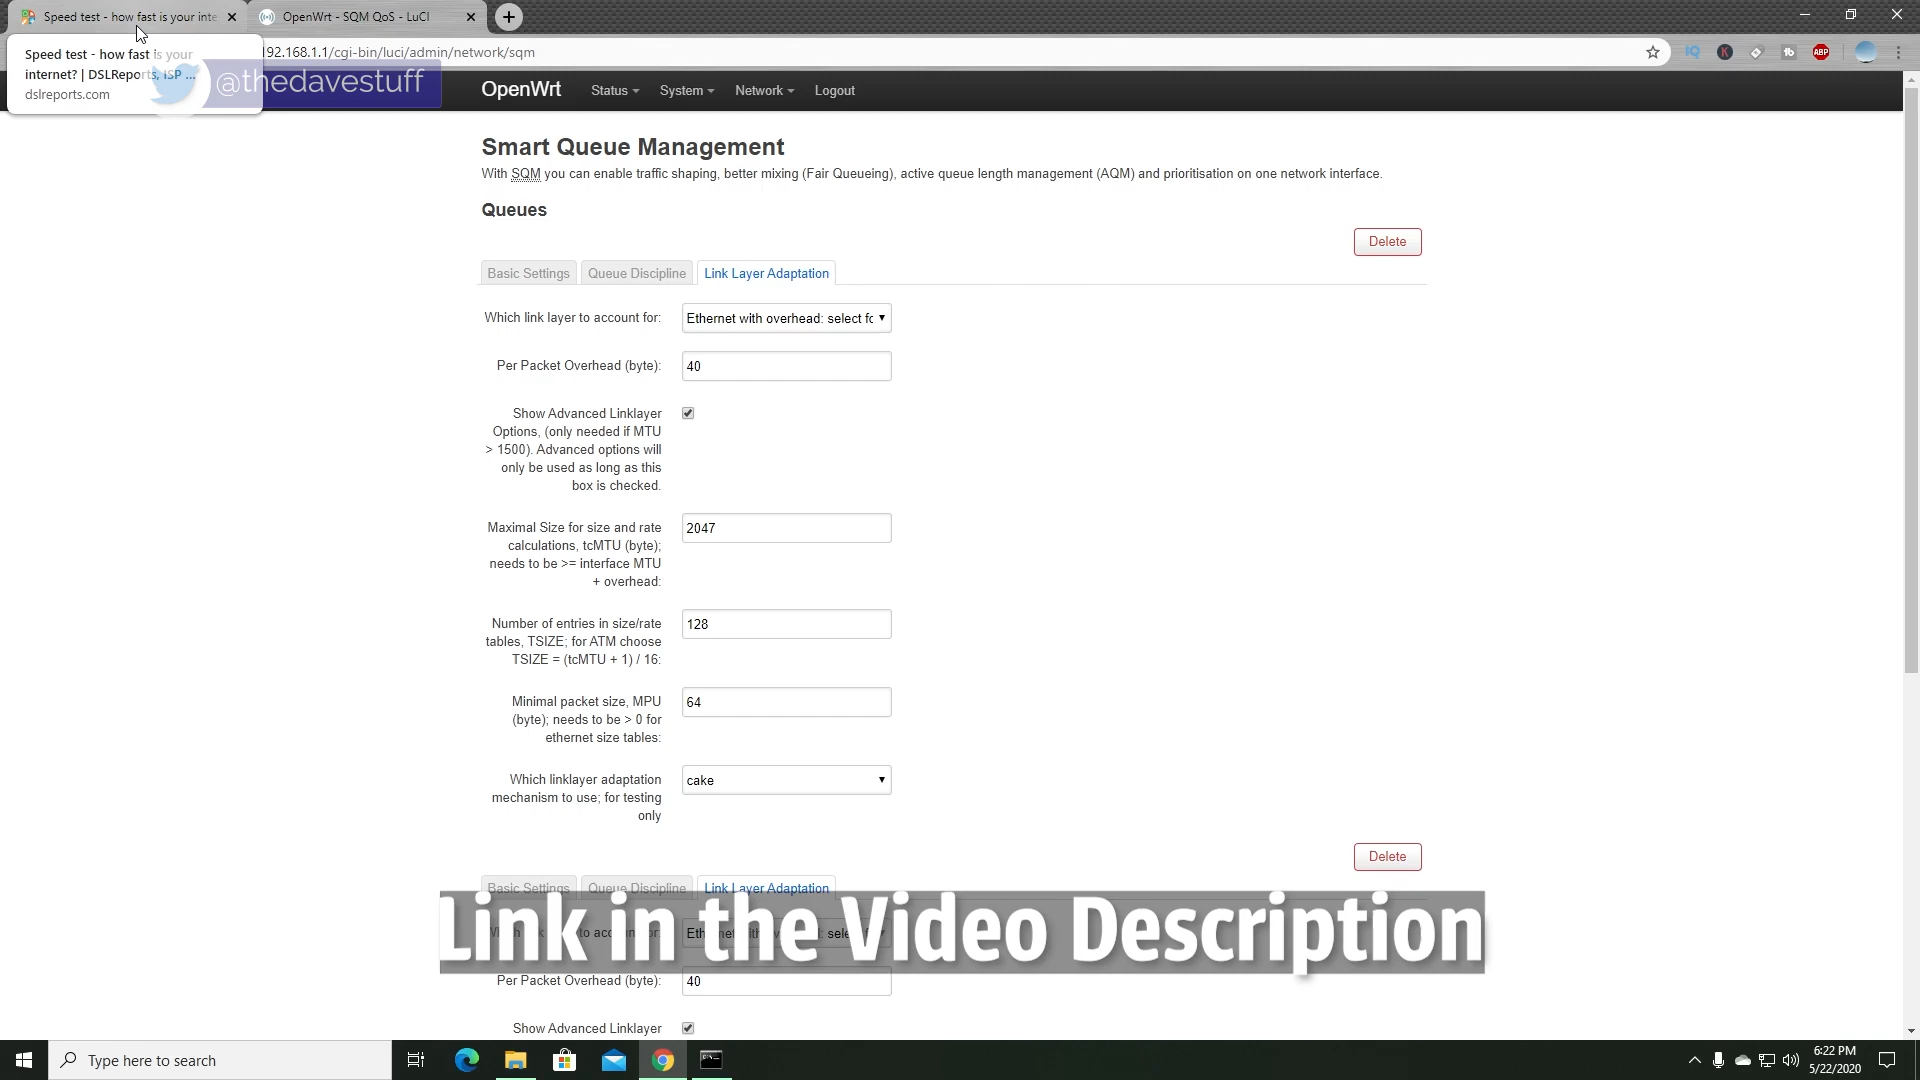 Speed test - how fast is your inte
OpenWrt - SQM QoS - LuCI
Speed test - how fast is your
internet? | DSLReports, ISP ...
dslreports.com
192.168.1.1/cgi-bin/luci/admin/network/sqm
@thedavestuff
OpenWrt
Status
System
Network
Logout
Smart Queue Management
With SQM you can enable traffic shaping, better mixing (Fair Queueing), active queue length management (AQM) and prioritisation on one network interface.
Queues
Delete
Basic Settings
Queue Discipline
Link Layer Adaptation
Which link layer to account for:
Ethernet with overhead: select fo
Per Packet Overhead (byte):
40
Show Advanced Linklayer
Options, (only needed if MTU
> 1500). Advanced options will
only be used as long as this
box is checked.
Maximal Size for size and rate
calculations, tcMTU (byte);
needs to be >= interface MTU
+ overhead:
2047
Number of entries in size/rate
tables, TSIZE; for ATM choose
TSIZE = (tcMTU + 1) / 16:
128
Minimal packet size, MPU
(byte); needs to be > 0 for
ethernet size tables:
64
Which linklayer adaptation
mechanism to use; for testing
only
cake
Delete
Basic Settings
Queue Discipline
Link Layer Adaptation
Link in the Video Description
Per Packet Overhead (byte):
40
Show Advanced Linklayer
Type here to search
6:22 PM
5/22/2020